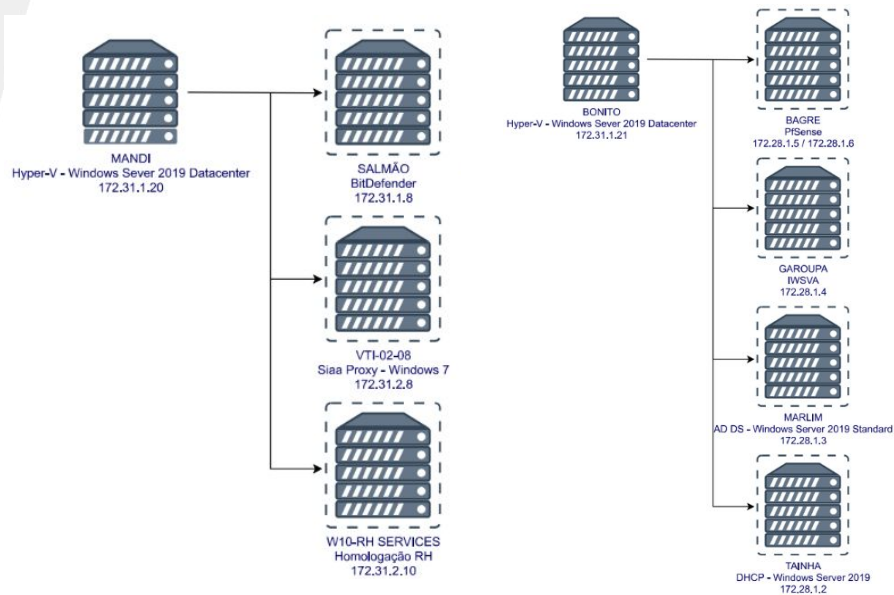 MANDI
Hyper-V - Windows Sever 2019 Datacenter
172.31.1.20
SALMÃO
BitDefender
172.31.1.8
VTI-02-08
Siaa Proxy - Windows 7
172.31.2.8
W10-RH SERVICES
Homologação RH
172.31.2.10
BONITO
Hyper-V - Windows Sever 2019 Datacenter
172.31.1.21
BAGRE
PfSense
172.28.1.5 / 172.28.1.6
GAROUPA
IWSVA
172.28.1.4
MARLIM
AD DS - Windows Server 2019 Standard
172.28.1.3
TAINHA
DHCP - Windows Server 2019
172.28.1.2